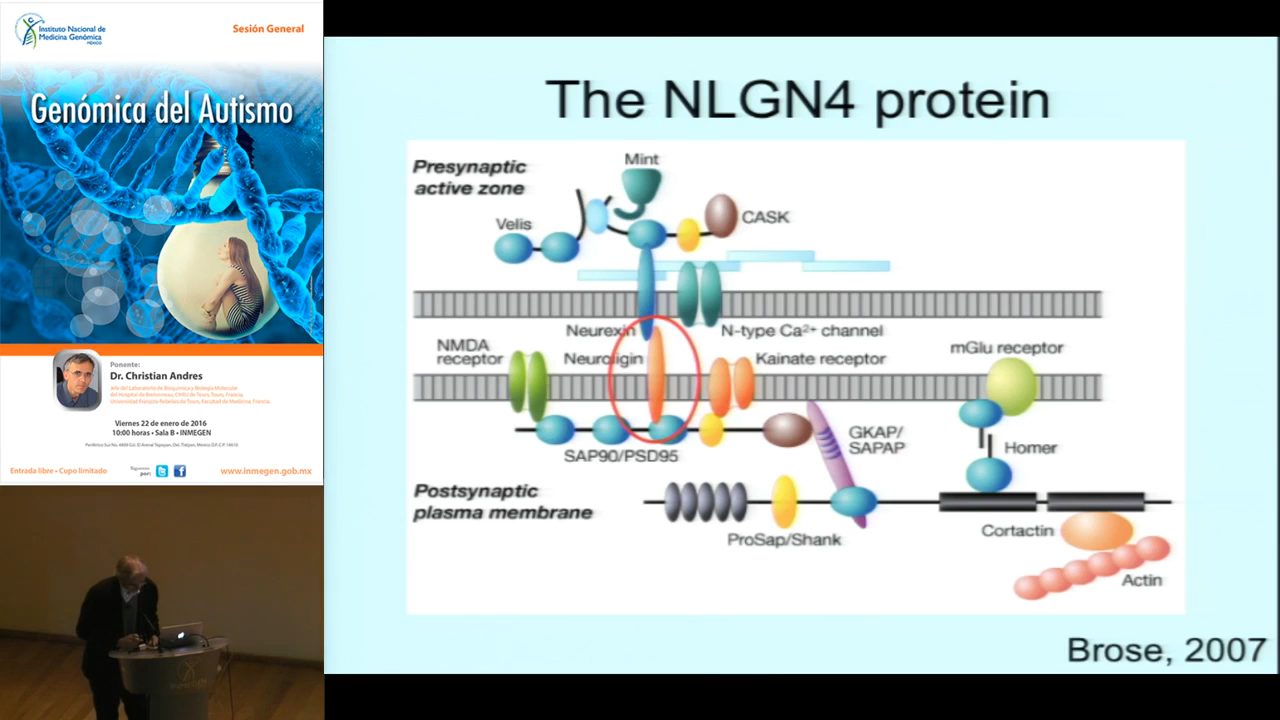 Instituto Nacional de
Medicina Genómica
MÉXICO
Sesión General
Genómica del Autismo
Ponente:
Dr. Christian Andres
Jefe del Laboratorio de Bioquímica y Biología Molecular
del Hospital de Bretonneau, CHRU de Tours, Tours, Francia.
Universidad François-Rabelais de Tours, Facultad de Medicina, Francia.
Viernes 22 de enero de 2016
10:00 horas • Sala B • INMEGEN
Periférico Sur No. 4809 Col. El Arenal Tepepan, Del. Tlalpan, México D.F. C.P. 14610
Entrada libre • Cupo limitado
Síguenos
por:
www.inmegen.gob.mx
INMEGEN
The NLGN4 protein
Presynaptic
active zone
Mint
Velis
CASK
Neurexin
N-type Ca²⁺ channel
NMDA
receptor
Neuroligin
Kainate receptor
mGlu receptor
SAP90/PSD95
GKAP/
SAPAP
Homer
Postsynaptic
plasma membrane
ProSap/Shank
Cortactin
Actin
Brose, 2007